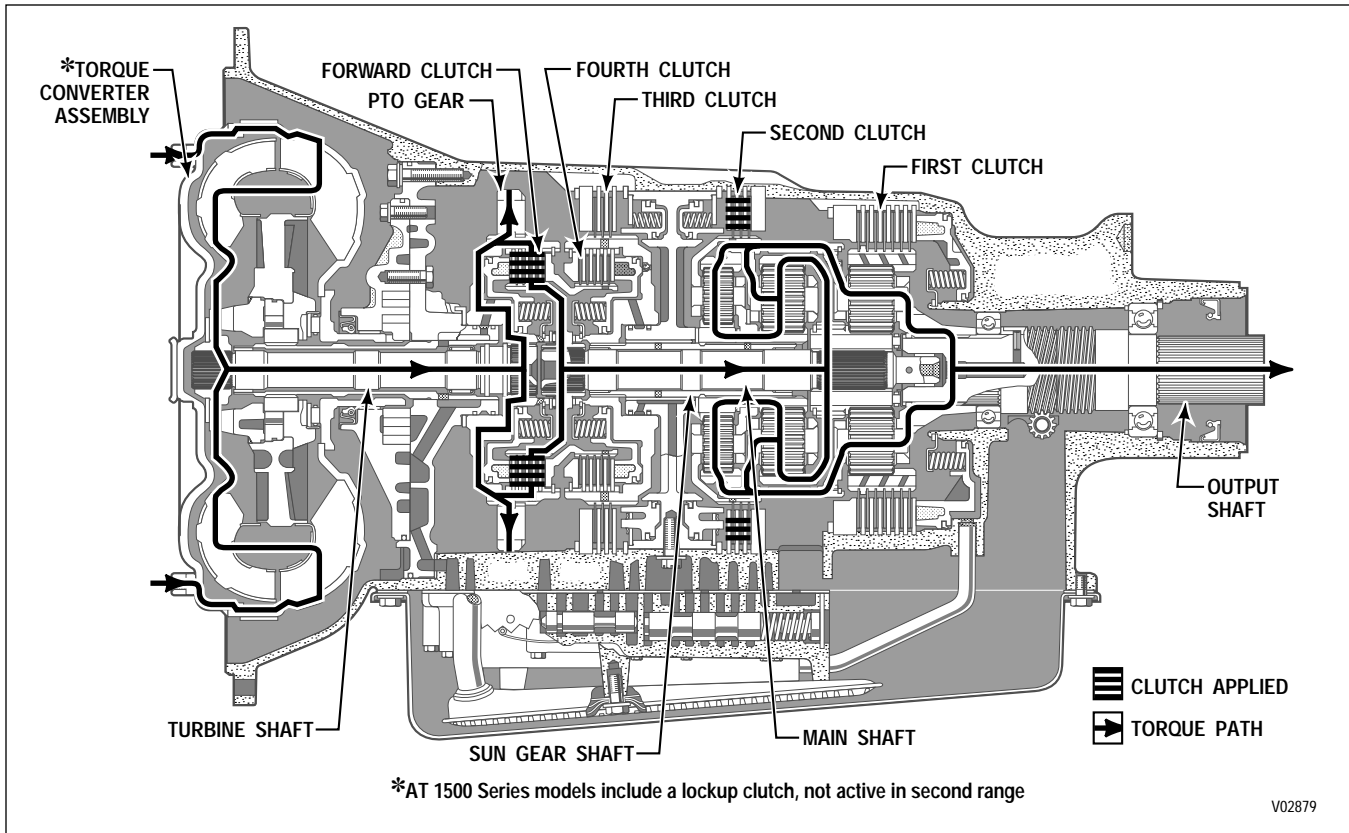 *TORQUE
CONVERTER
ASSEMBLY
FORWARD CLUTCH
PTO GEAR
FOURTH CLUTCH
THIRD CLUTCH
SECOND CLUTCH
FIRST CLUTCH
OUTPUT
SHAFT
TURBINE SHAFT
SUN GEAR SHAFT
MAIN SHAFT
CLUTCH APPLIED
TORQUE PATH
*AT 1500 Series models include a lockup clutch, not active in second range
V02879